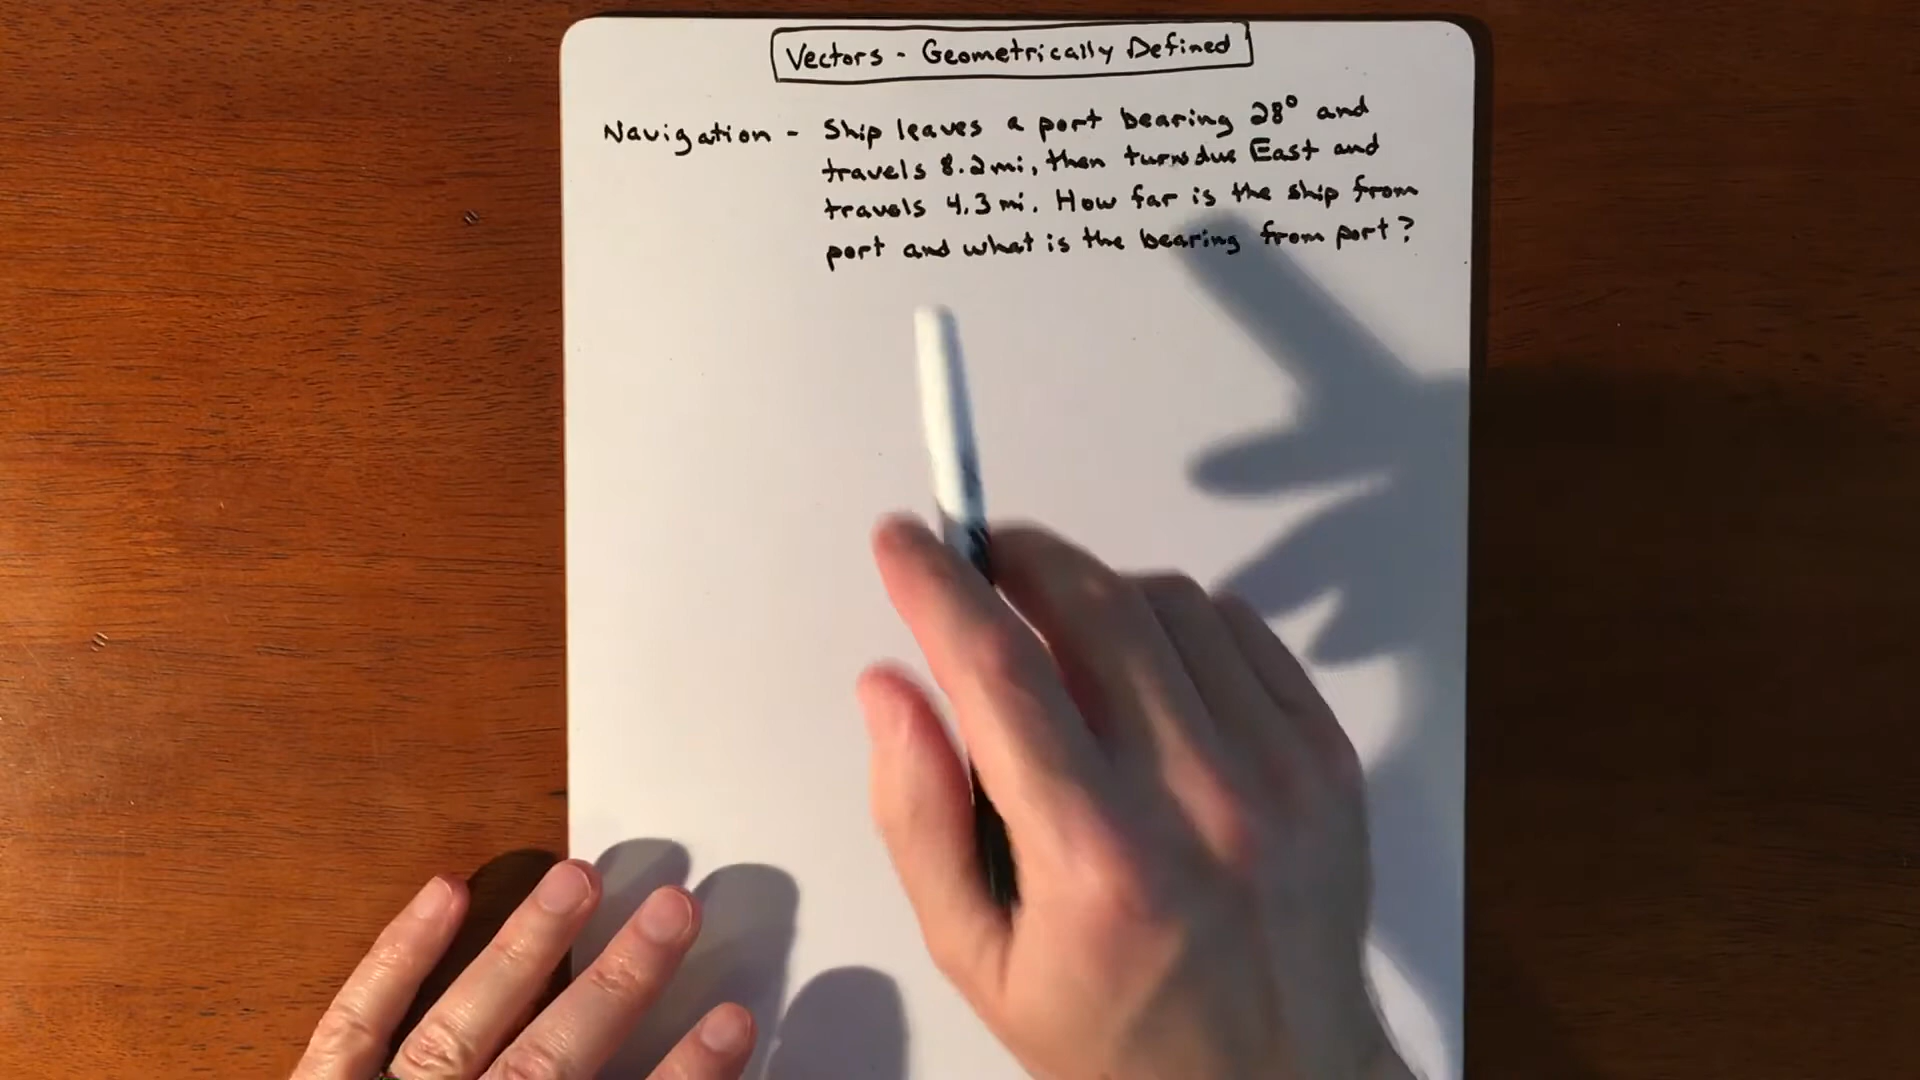 Vectors - Geometrically Defined
Navigation - Ship leaves a port bearing 28° and
travels 8.2mi, then turns due East and
travels 4.3mi. How far is the ship from
port and what is the bearing from port?